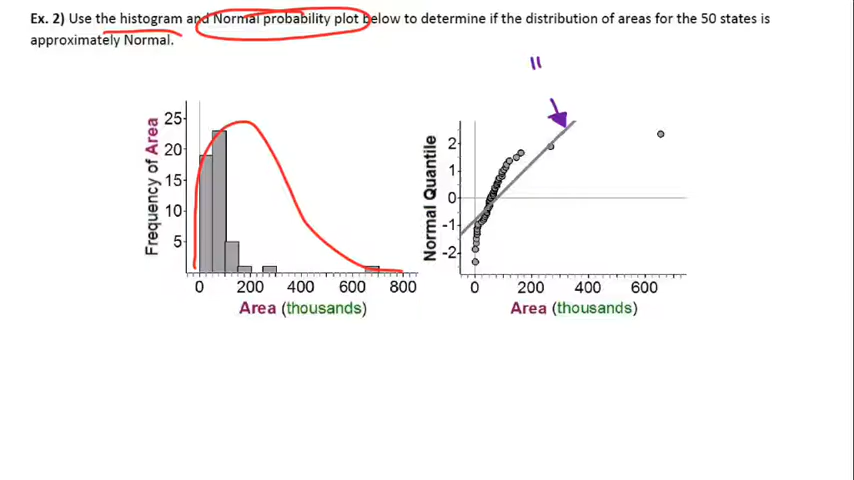 Ex. 2) Use the histogram and Normal probability plot below to determine if the distribution of areas for the 50 states is
approximately Normal.
Frequency of Area
25
20
15
10
5
0 200 400 600 800
Area (thousands)
Normal Quantile
2
1
0
-1
-2
0 200 400 600
Area (thousands)